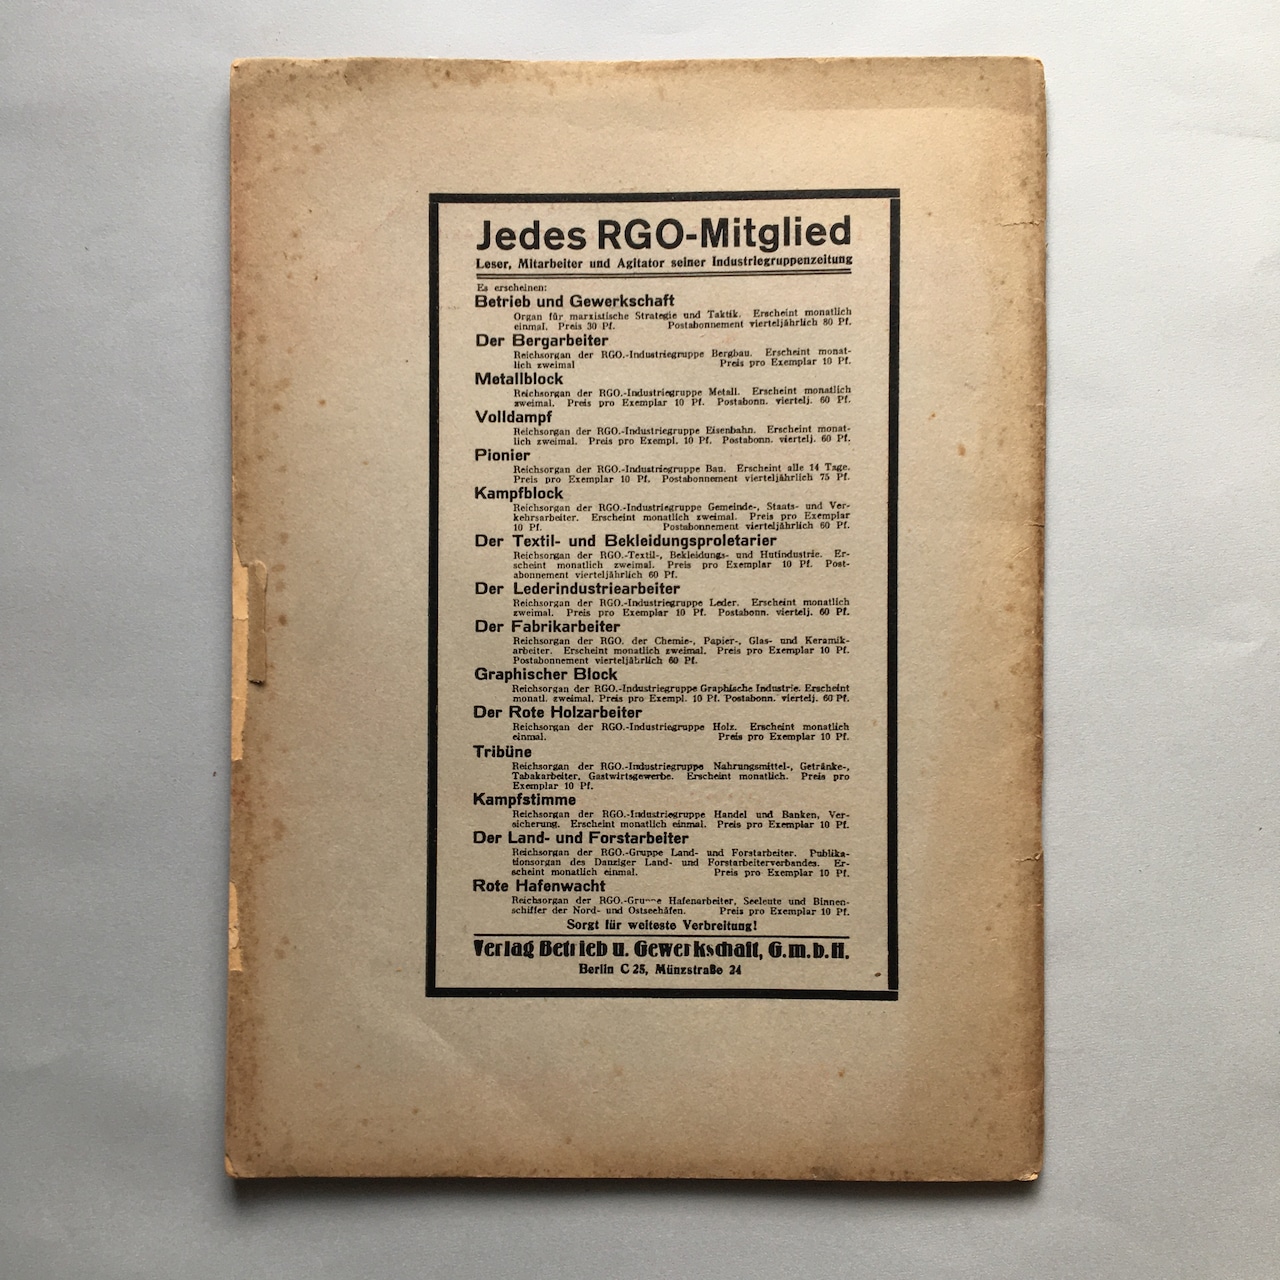 Jedes RGO-Mitglied
Leser, Mitarbeiter und Agitator seiner Industriegruppenzeitung
Es erscheinen:
Betrieb und Gewerkschaft
Organ für marxistische Strategie und Taktik. Erscheint monatlich
einmal. Preis 30 Pf. Postabonnement vierteljährlich 80 Pf.
Der Bergarbeiter
Reichsorgan der RGO.-Industriegruppe Bergbau. Erscheint monat-
lich zweimal Preis pro Exemplar 10 Pf.
Metallblock
Reichsorgan der RGO.-Industriegruppe Metall. Erscheint monatlich
zweimal. Preis pro Exemplar 10 Pf. Postabonn. viertelj. 60 Pf.
Volldampf
Reichsorgan der RGO.-Industriegruppe Eisenbahn. Erscheint monat-
lich zweimal. Preis pro Exempl. 10 Pf. Postabonn. viertelj. 60 Pf.
Pionier
Reichsorgan der RGO.-Industriegruppe Bau. Erscheint alle 14 Tage.
Preis pro Exemplar 10 Pf. Postabonnement vierteljährlich 75 Pf.
Kampfblock
Reichsorgan der RGO.-Industriegruppe Gemeinde-, Staats- und Ver-
kehrsarbeiter. Erscheint monatlich zweimal. Preis pro Exemplar
10 Pf. Postabonnement vierteljährlich 60 Pf.
Der Textil- und Bekleidungsproletarier
Reichsorgan der RGO.-Textil-, Bekleidungs- und Hutindustrie. Er-
scheint monatlich zweimal. Preis pro Exemplar 10 Pf. Post-
abonnement vierteljährlich 60 Pf.
Der Lederindustriearbeiter
Reichsorgan der RGO.-Industriegruppe Leder. Erscheint monatlich
zweimal. Preis pro Exemplar 10 Pf. Postabonn. viertelj. 60 Pf.
Der Fabrikarbeiter
Reichsorgan der RGO. der Chemie-, Papier-, Glas- und Keramik-
arbeiter. Erscheint monatlich zweimal. Preis pro Exemplar 10 Pf.
Postabonnement vierteljährlich 60 Pf.
Graphischer Block
Reichsorgan der RGO.-Industriegruppe Graphische Industrie. Erscheint
monatl. zweimal. Preis pro Exempl. 10 Pf. Postabonn. viertelj. 60 Pf.
Der Rote Holzarbeiter
Reichsorgan der RGO.-Industriegruppe Holz. Erscheint monatlich
einmal. Preis pro Exemplar 10 Pf.
Tribüne
Reichsorgan der RGO.-Industriegruppe Nahrungsmittel-, Getränke-,
Tabakarbeiter, Gastwirtsgewerbe. Erscheint monatlich. Preis pro
Exemplar 10 Pf.
Kampfstimme
Reichsorgan der RGO.-Industriegruppe Handel und Banken, Ver-
sicherung. Erscheint monatlich einmal. Preis pro Exemplar 10 Pf.
Der Land- und Forstarbeiter
Reichsorgan der RGO.-Gruppe Land- und Forstarbeiter. Publika-
tionsorgan des Danziger Land- und Forstarbeiterverbandes. Er-
scheint monatlich einmal. Preis pro Exemplar 10 Pf.
Rote Hafenwacht
Reichsorgan der RGO.-Gruppe Hafenarbeiter, Seeleute und Binnen-
schiffer der Nord- und Ostseehäfen. Preis pro Exemplar 10 Pf.
Sorgt für weiteste Verbreitung!
Verlag Betrieb u. Gewerkschaft, G.m.b.H.
Berlin C 25, Münzstraße 24